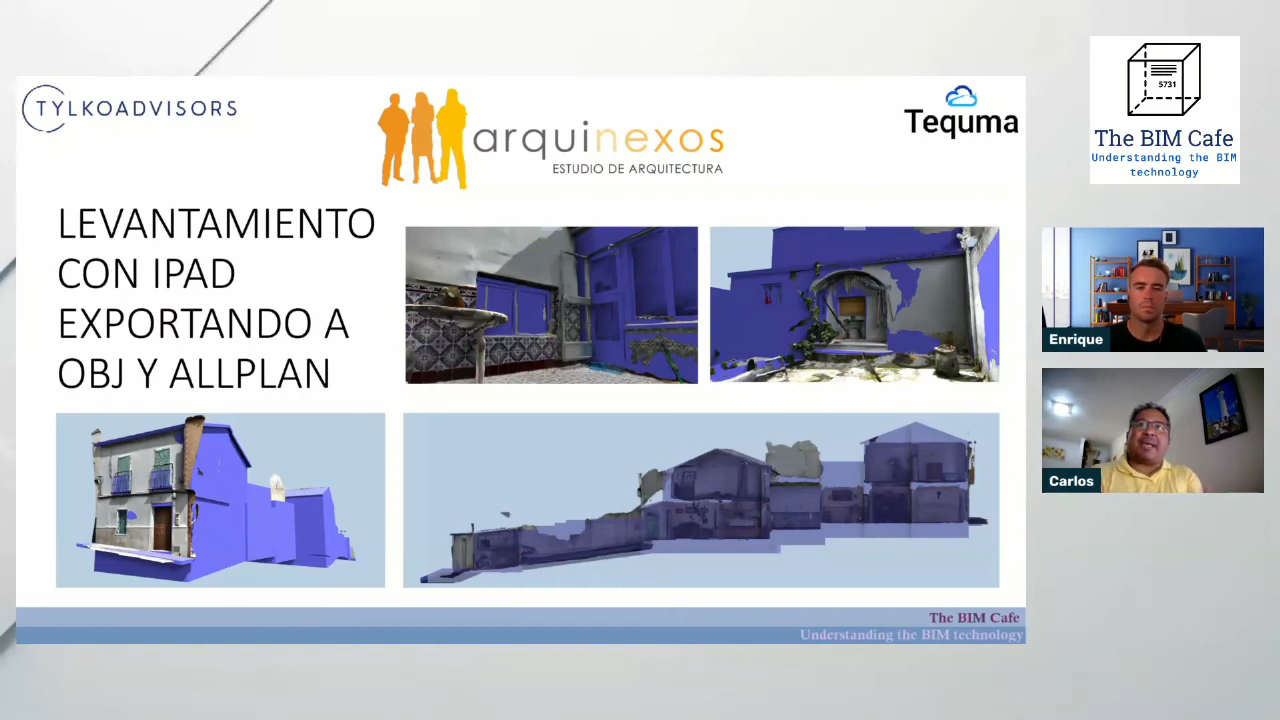 TYLKOADVISORS
arquinexos
ESTUDIO DE ARQUITECTURA
Tequma
LEVANTAMIENTO
CON IPAD
EXPORTANDO A
OBJ Y ALLPLAN
The BIM Cafe
Understanding the BIM technology
5731
The BIM Cafe
Understanding the BIM
technology
Enrique
Carlos